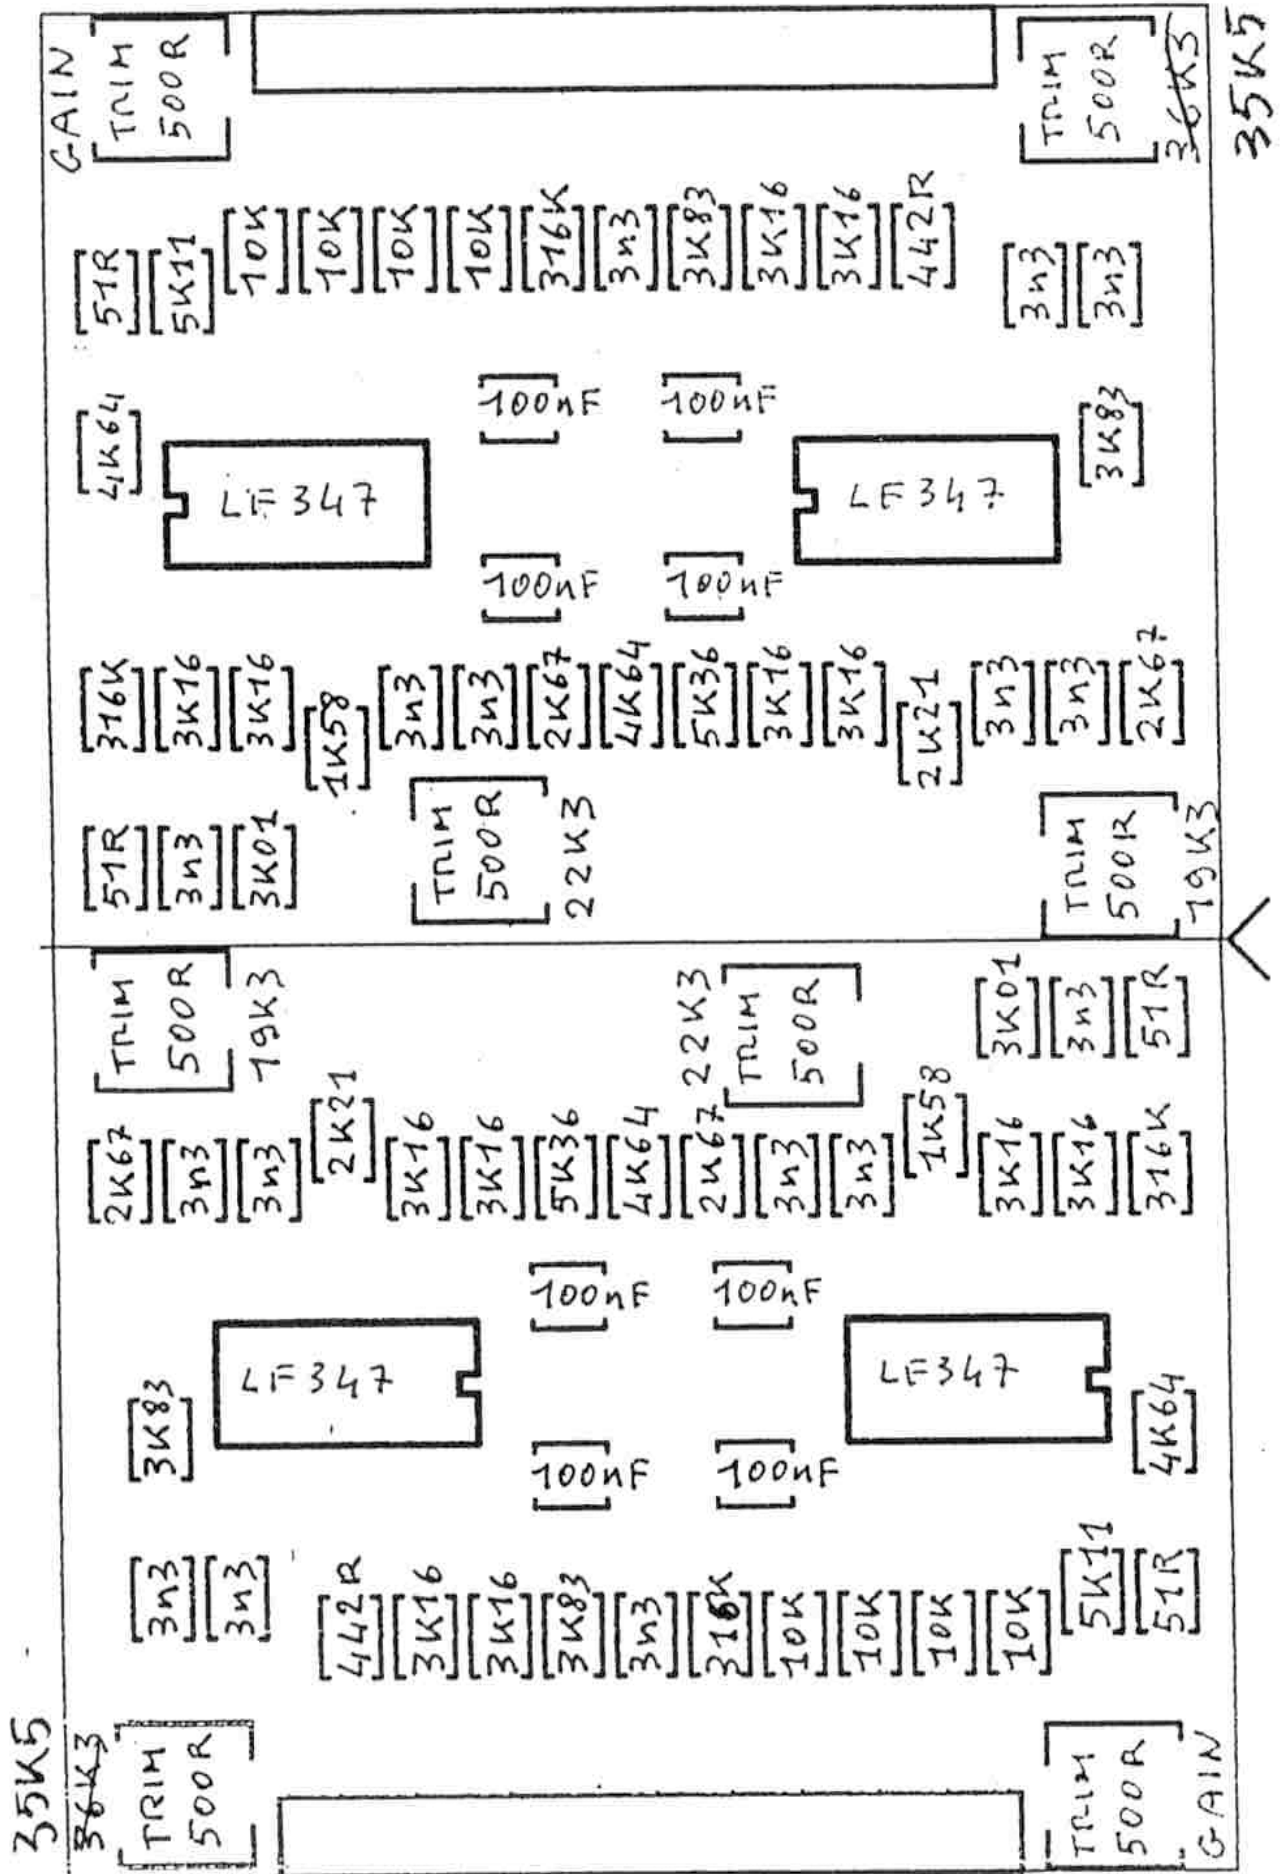 GAIN
TRIM
500R
TRIM
500R
36K3
35K5
51R
5K11
10K
10K
10K
10K
316K
3n3
3K83
3K16
3K16
442R
3n3
3n3
4K64
100nF
100nF
3K83
LF347
LF347
100nF
100nF
316K
3K16
3K16
1K58
3n3
3n3
2K67
4K64
5K36
3K16
3K16
2K21
3n3
3n3
2K67
51R
3n3
3K01
TRIM
500R
22K3
TRIM
500R
19K3
TRIM
500R
19K3
22K3
TRIM
500R
3K01
3n3
51R
2K67
3n3
3n3
2K21
3K16
3K16
5K36
4K64
2K67
3n3
3n3
1K58
3K16
3K16
316K
100nF
100nF
LF347
LF347
3K83
4K64
100nF
100nF
3n3
3n3
442R
3K16
3K16
3K83
3n3
316K
10K
10K
10K
10K
5K11
51R
35K5
36K3
TRIM
500R
TRIM
500R
GAIN